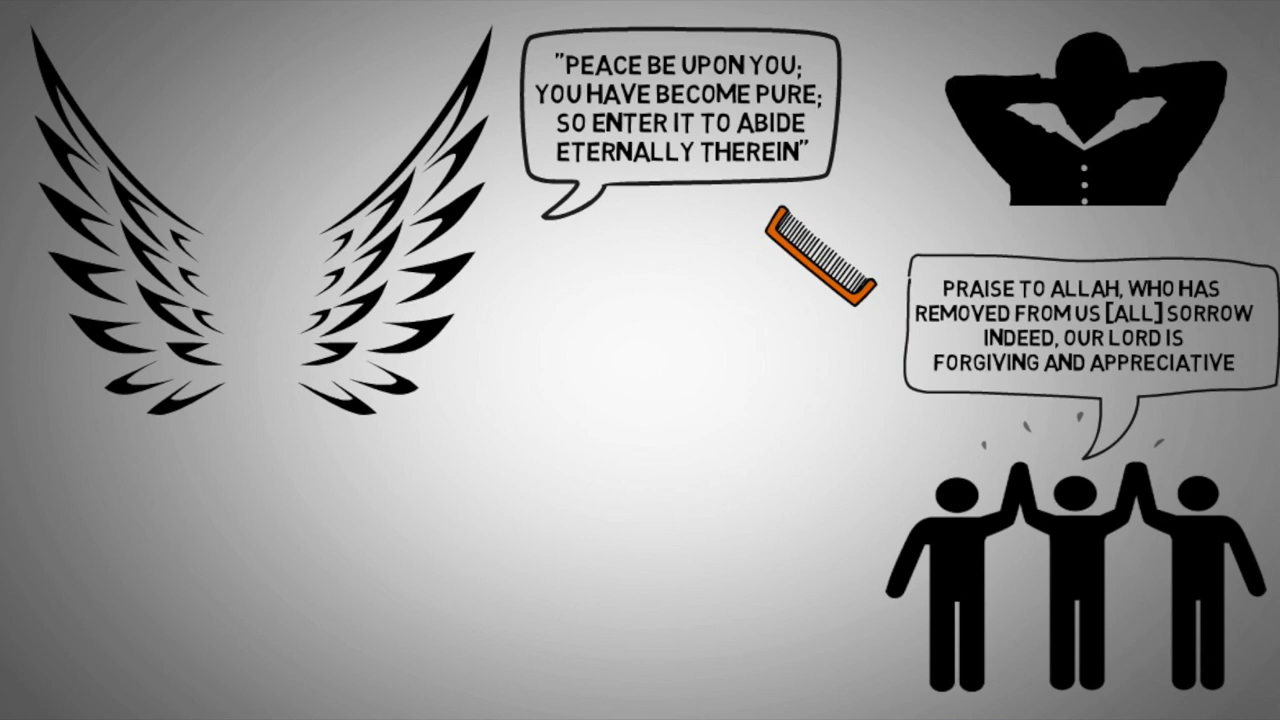 "PEACE BE UPON YOU;
YOU HAVE BECOME PURE;
SO ENTER IT TO ABIDE
ETERNALLY THEREIN"
PRAISE TO ALLAH, WHO HAS
REMOVED FROM US [ALL] SORROW
INDEED, OUR LORD IS
FORGIVING AND APPRECIATIVE